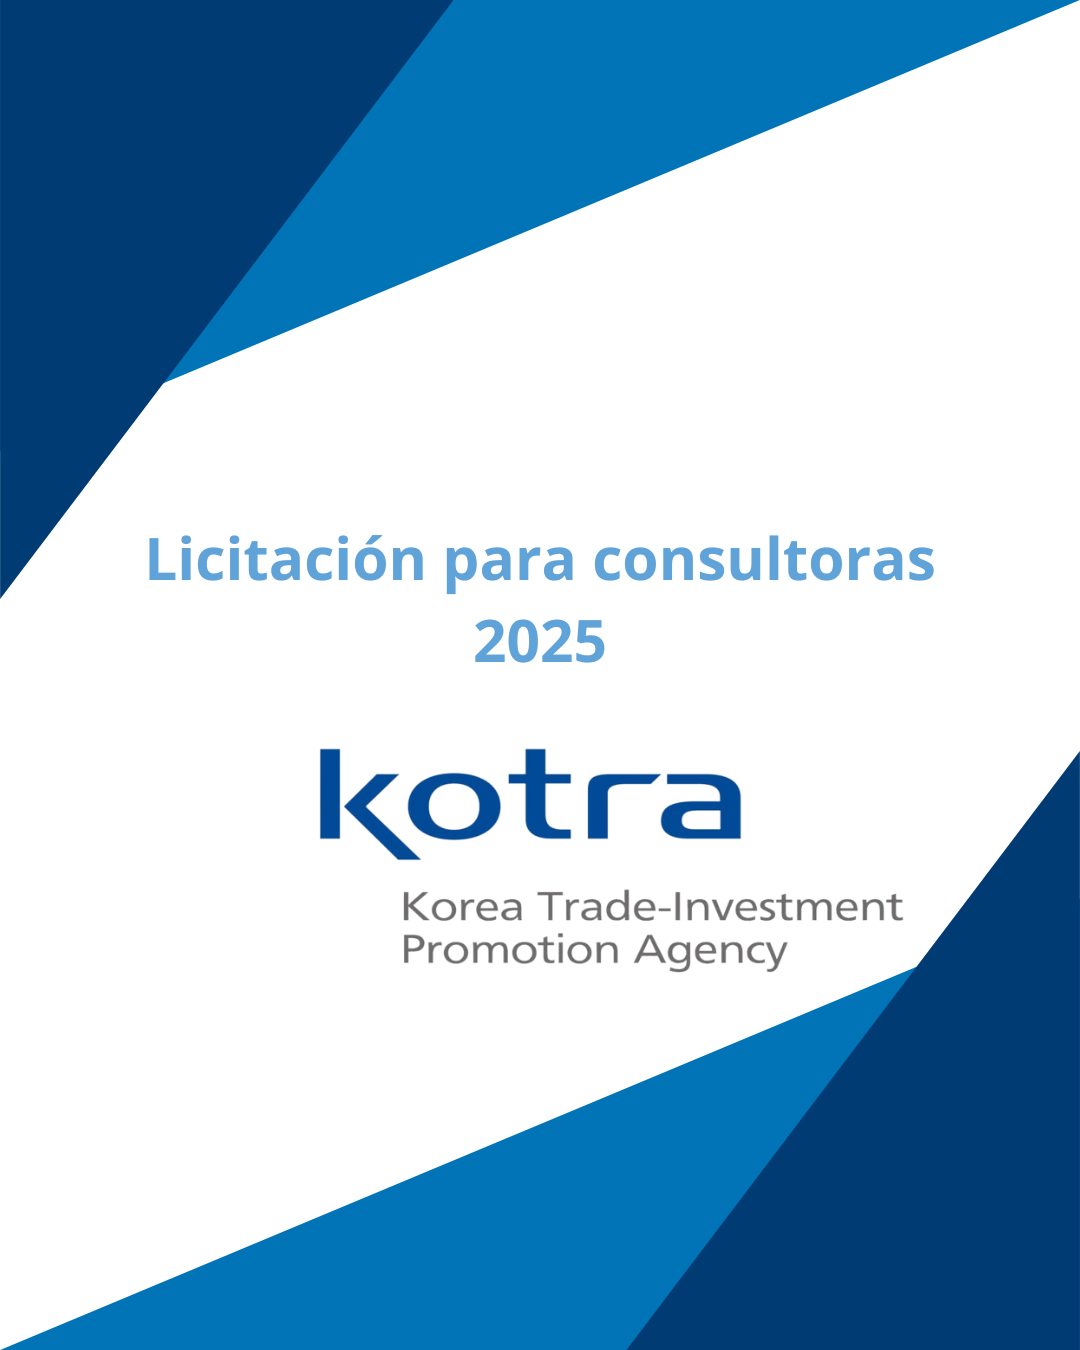 Licitación para consultoras
2025
kotra
Korea Trade-Investment
Promotion Agency